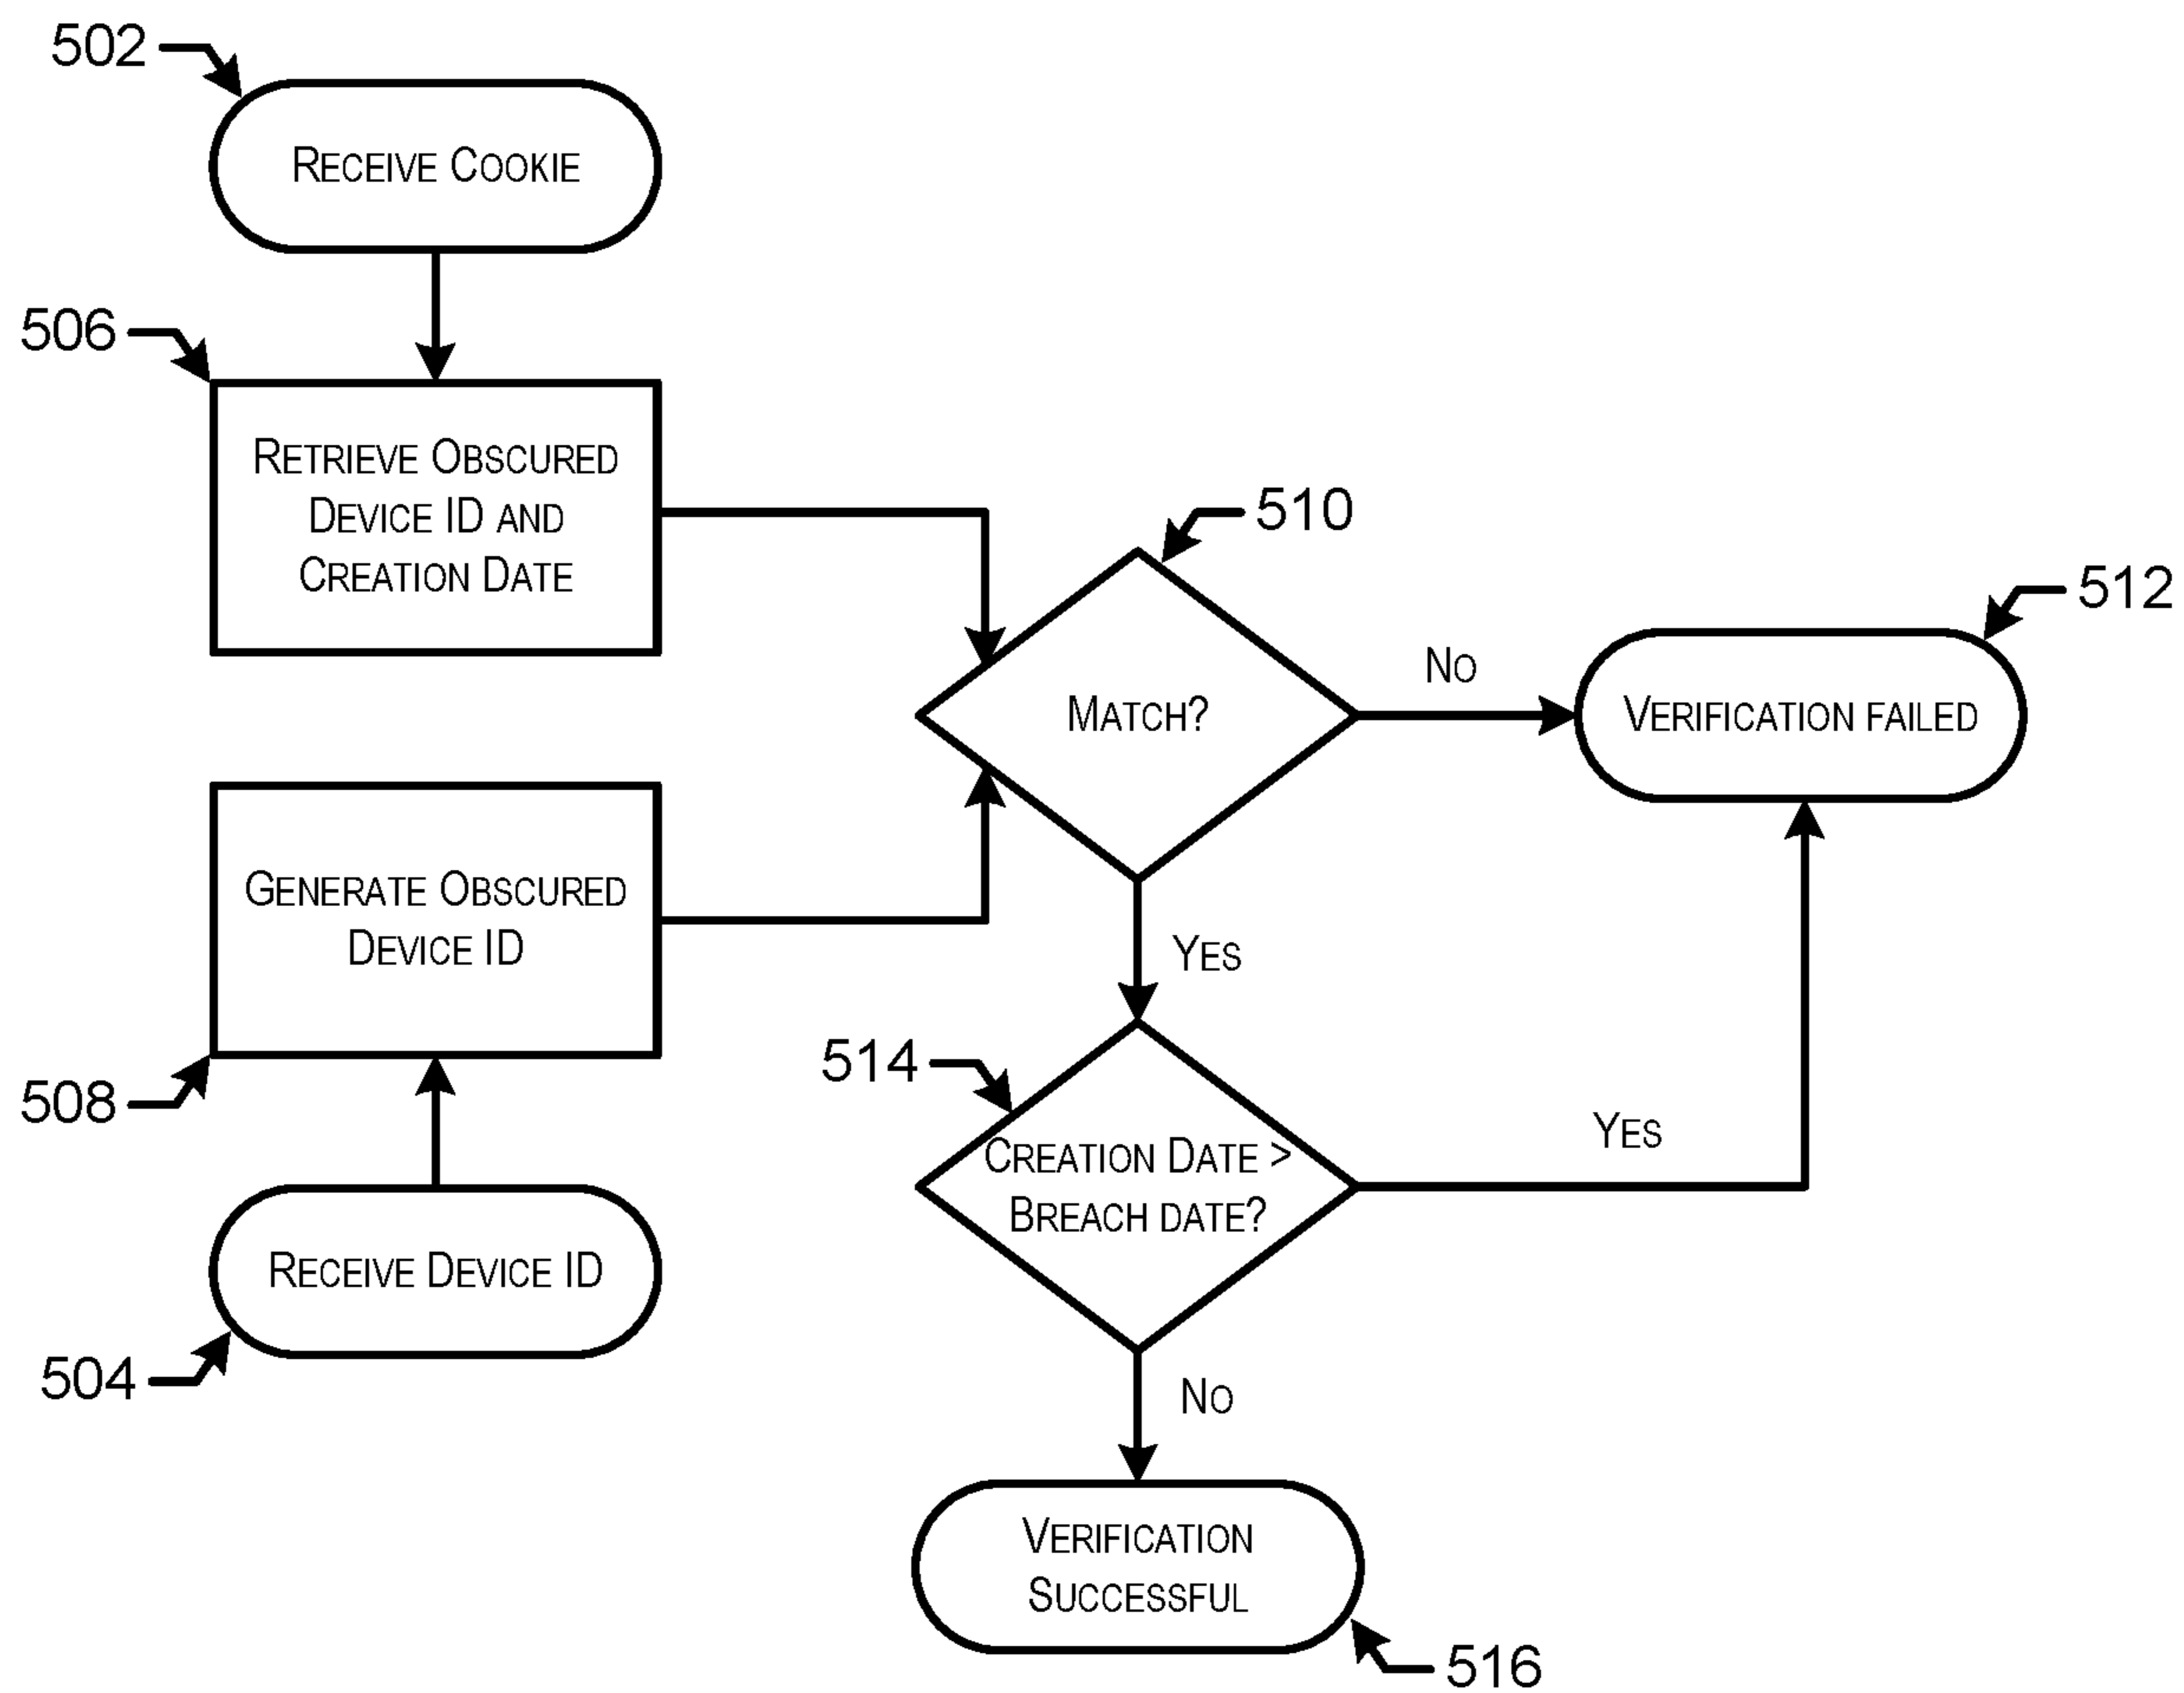 502
RECEIVE COOKIE
506
RETRIEVE OBSCURED
DEVICE ID AND
CREATION DATE
510
MATCH?
NO
512
VERIFICATION FAILED
GENERATE OBSCURED
DEVICE ID
508
YES
514
CREATION DATE >
BREACH DATE?
YES
RECEIVE DEVICE ID
504
NO
VERIFICATION
SUCCESSFUL
516